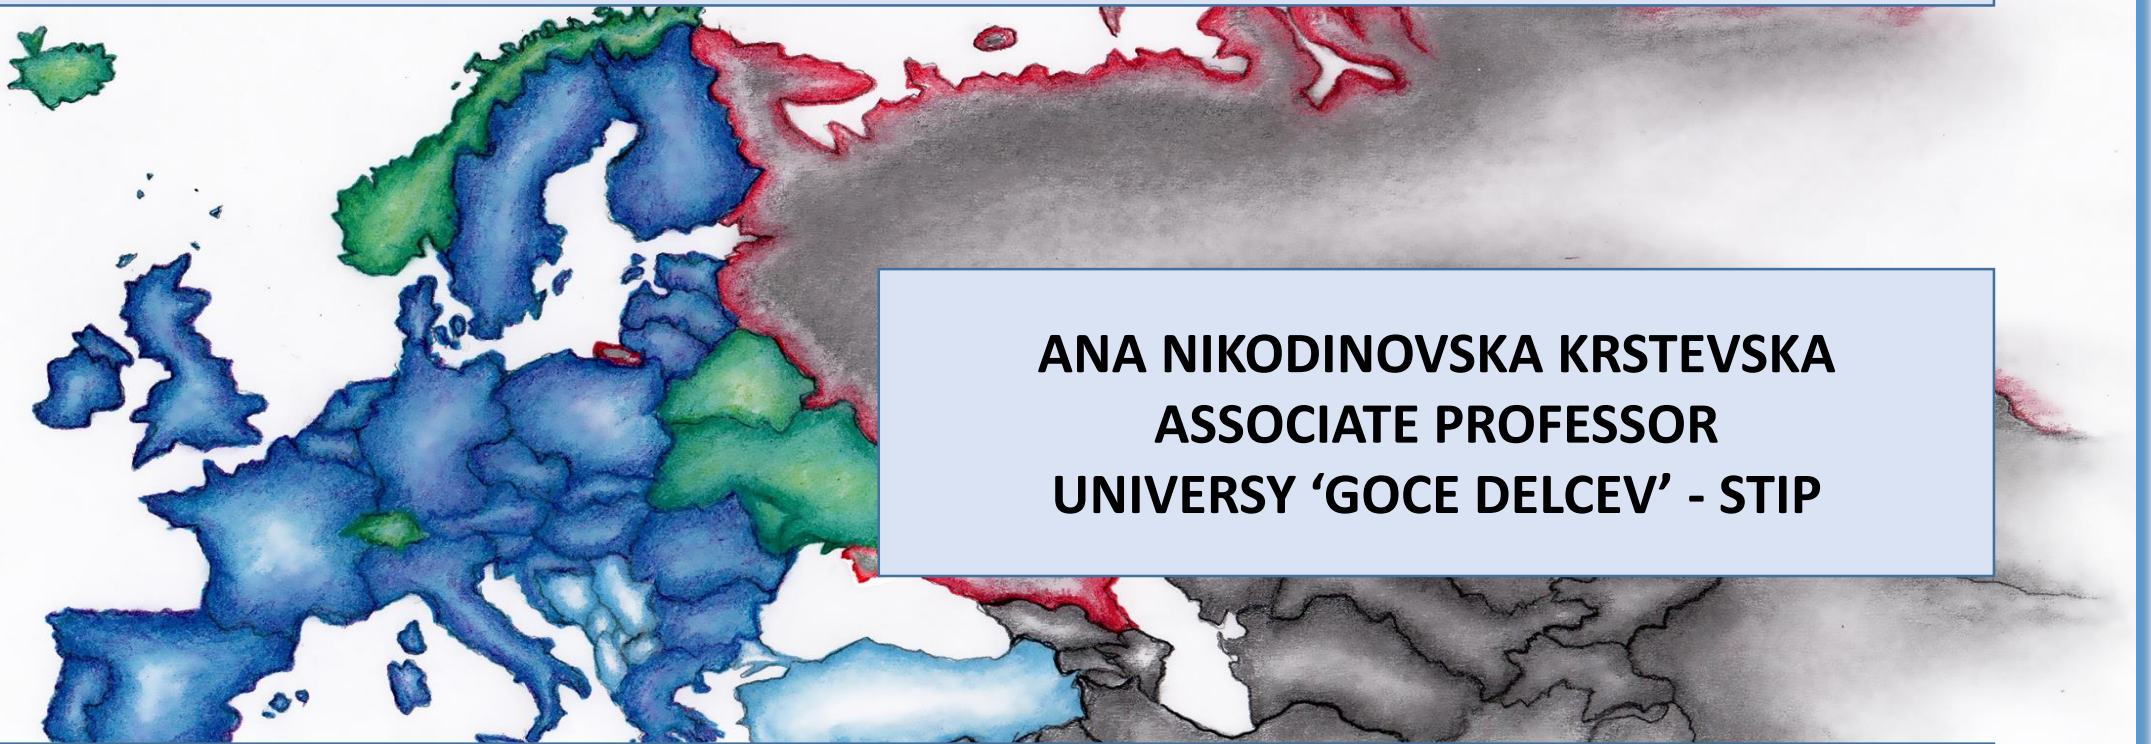 ANA NIKODINOVSKA KRSTEVSKA
ASSOCIATE PROFESSOR
UNIVERSY ‘GOCE DELCEV’ - STIP